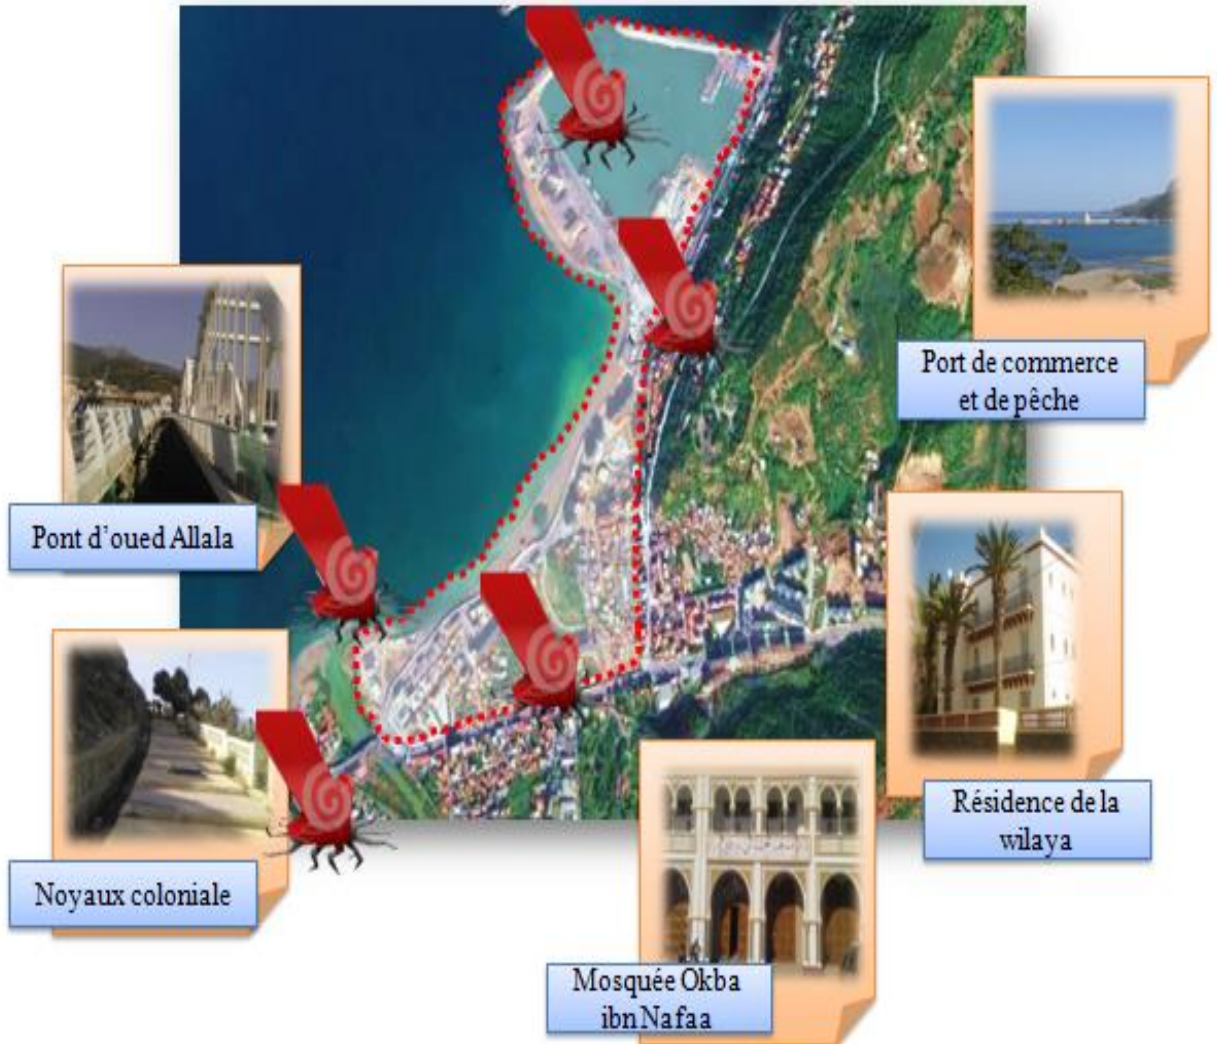 Port de commerce
et de pêche
Pont d'oued Allala
Résidence de la
wilaya
Noyaux coloniale
Mosquée Okba
ibn Nafaa